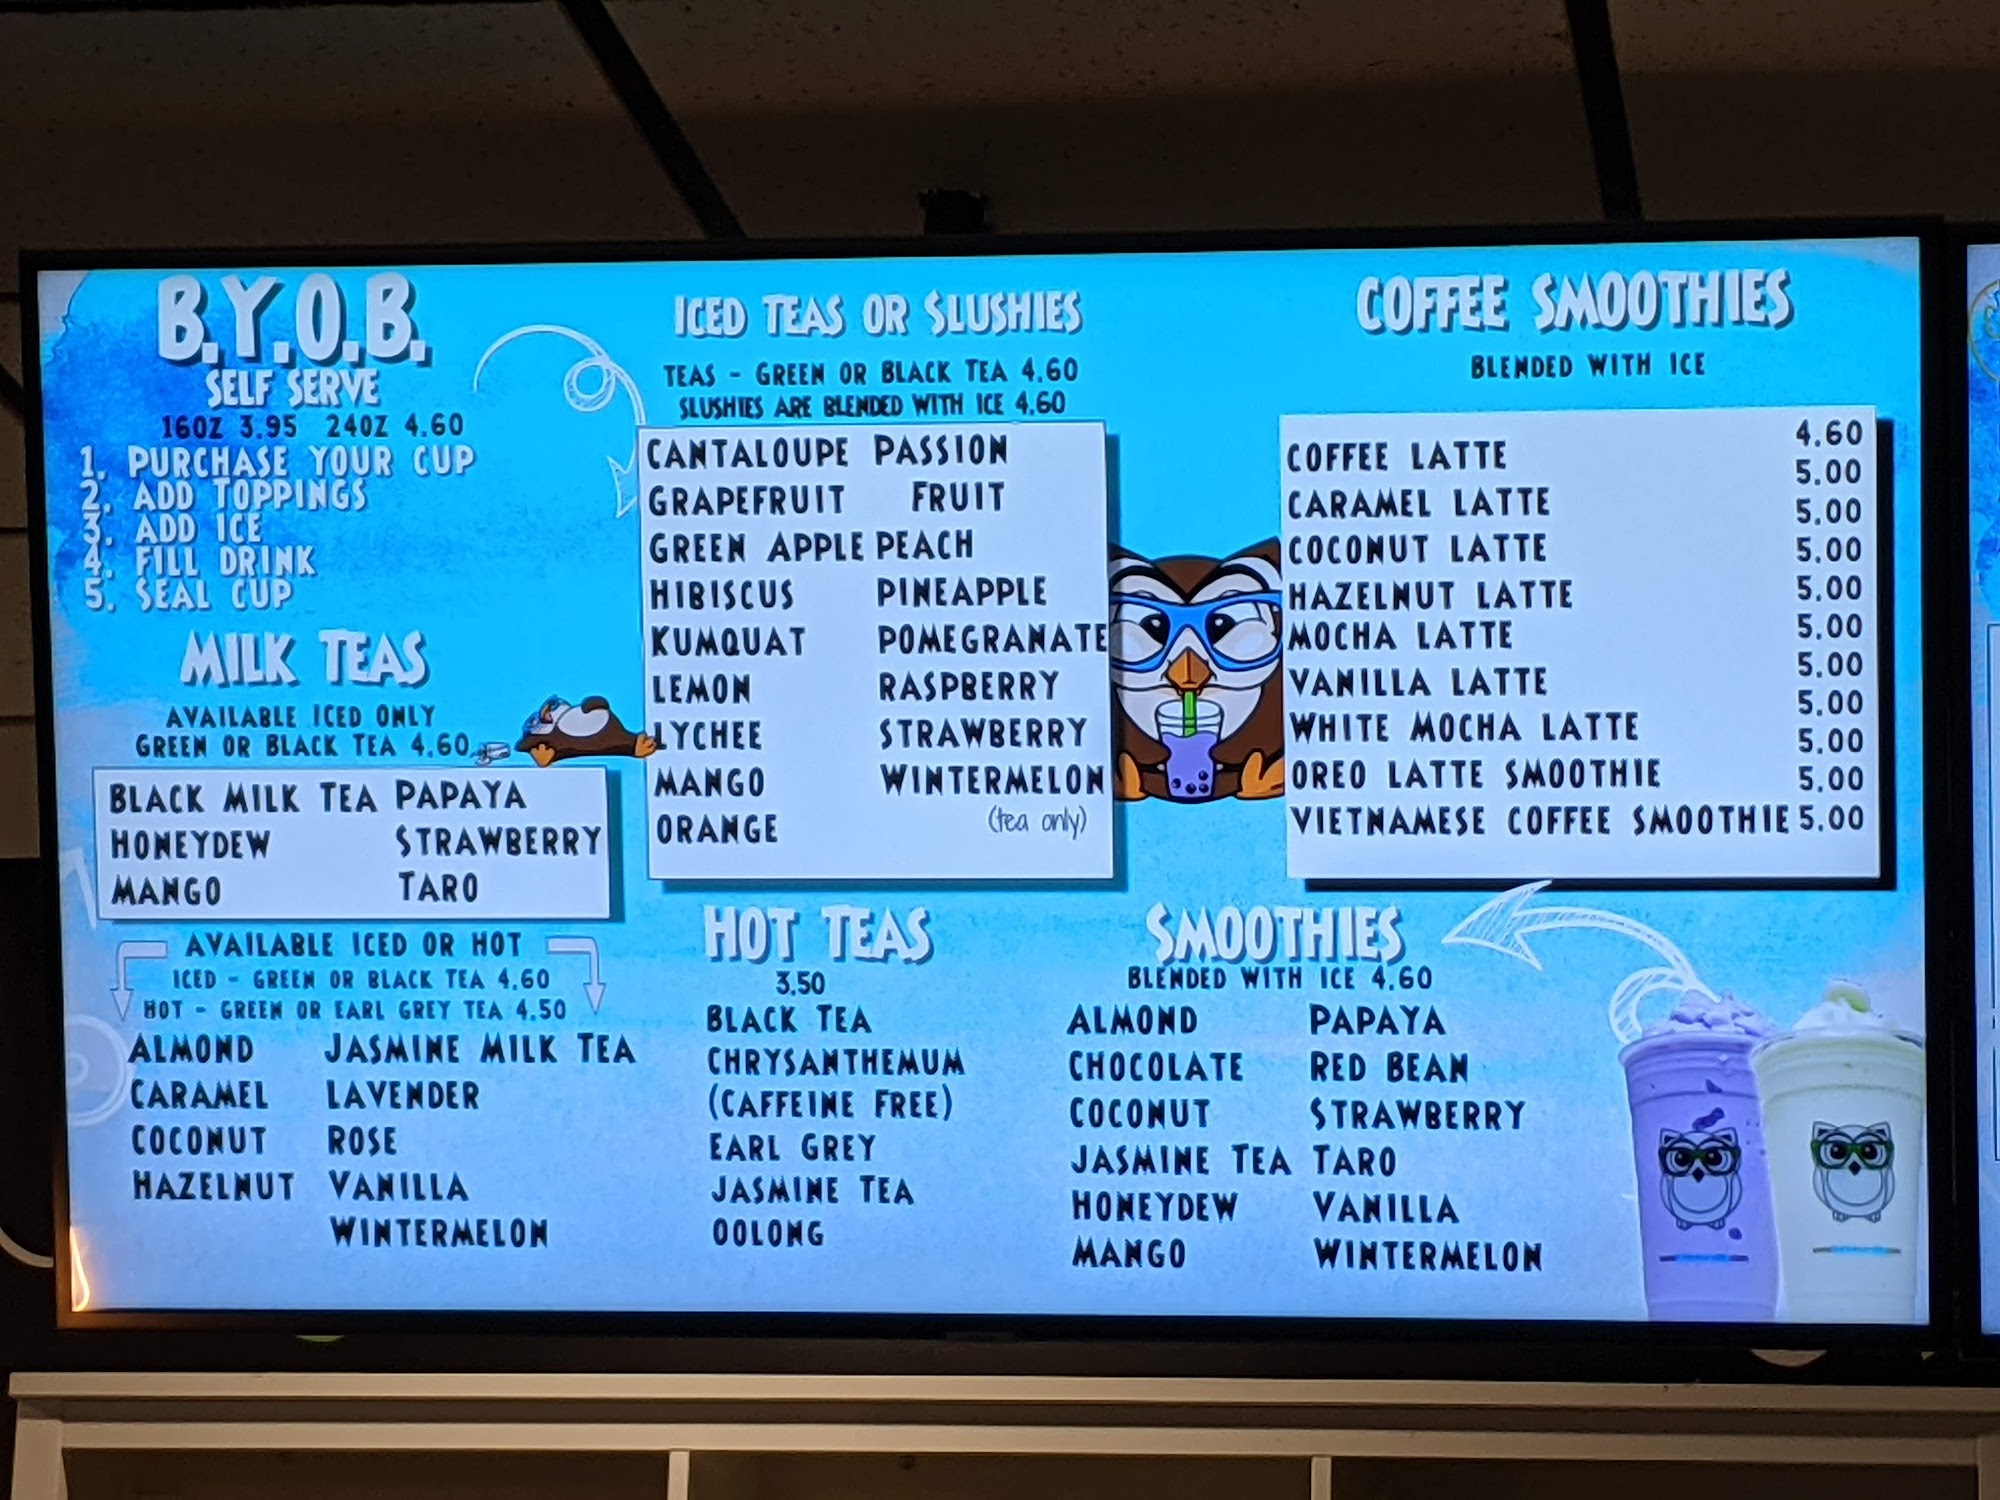 B.Y.O.B.
SELF SERVE
16OZ 3.95 24OZ 4.60
1. PURCHASE YOUR CUP
2. ADD TOPPINGS
3. ADD ICE
4. FILL DRINK
5. SEAL CUP
MILK TEAS
AVAILABLE ICED ONLY
GREEN OR BLACK TEA 4.60
BLACK MILK TEA PAPAYA
HONEYDEW STRAWBERRY
MANGO TARO
AVAILABLE ICED OR HOT
ICED - GREEN OR BLACK TEA 4.60
HOT - GREEN OR EARL GREY TEA 4.50
ALMOND JASMINE MILK TEA
CARAMEL LAVENDER
COCONUT ROSE
HAZELNUT VANILLA
WINTERMELON
ICED TEAS OR SLUSHIES
TEAS - GREEN OR BLACK TEA 4.60
SLUSHIES ARE BLENDED WITH ICE 4.60
CANTALOUPE PASSION
GRAPEFRUIT FRUIT
GREEN APPLE PEACH
HIBISCUS PINEAPPLE
KUMQUAT POMEGRANATE
LEMON RASPBERRY
LYCHEE STRAWBERRY
MANGO WINTERMELON
ORANGE (tea only)
HOT TEAS
3.50
BLACK TEA
CHRYSANTHEMUM
(CAFFEINE FREE)
EARL GREY
JASMINE TEA
OOLONG
COFFEE SMOOTHIES
BLENDED WITH ICE
COFFEE LATTE 4.60
CARAMEL LATTE 5.00
COCONUT LATTE 5.00
HAZELNUT LATTE 5.00
MOCHA LATTE 5.00
VANILLA LATTE 5.00
WHITE MOCHA LATTE 5.00
OREO LATTE SMOOTHIE 5.00
VIETNAMESE COFFEE SMOOTHIE 5.00
5.00
5.00
SMOOTHIES
BLENDED WITH ICE 4.60
ALMOND PAPAYA
CHOCOLATE RED BEAN
COCONUT STRAWBERRY
JASMINE TEA TARO
HONEYDEW VANILLA
MANGO WINTERMELON